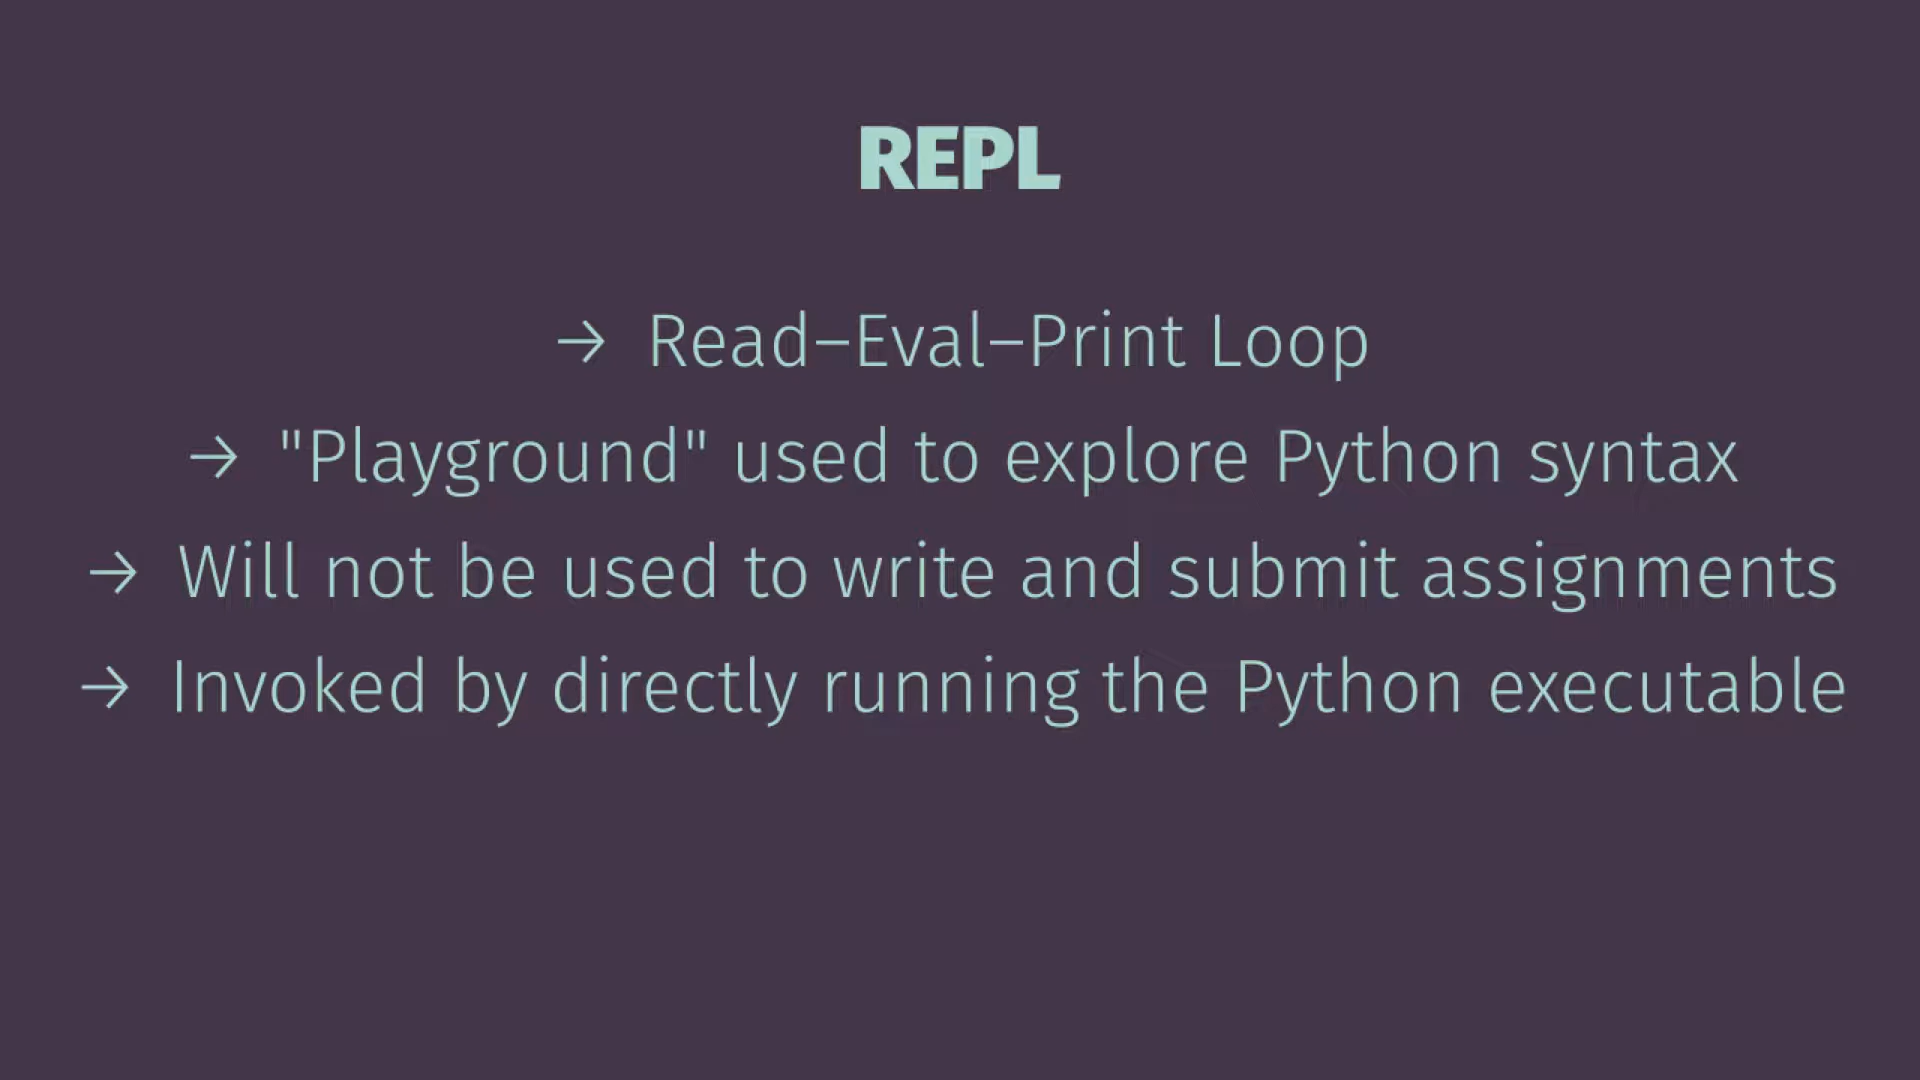 REPL
→ Read–Eval–Print Loop
→ "Playground" used to explore Python syntax
→ Will not be used to write and submit assignments
→ Invoked by directly running the Python executable